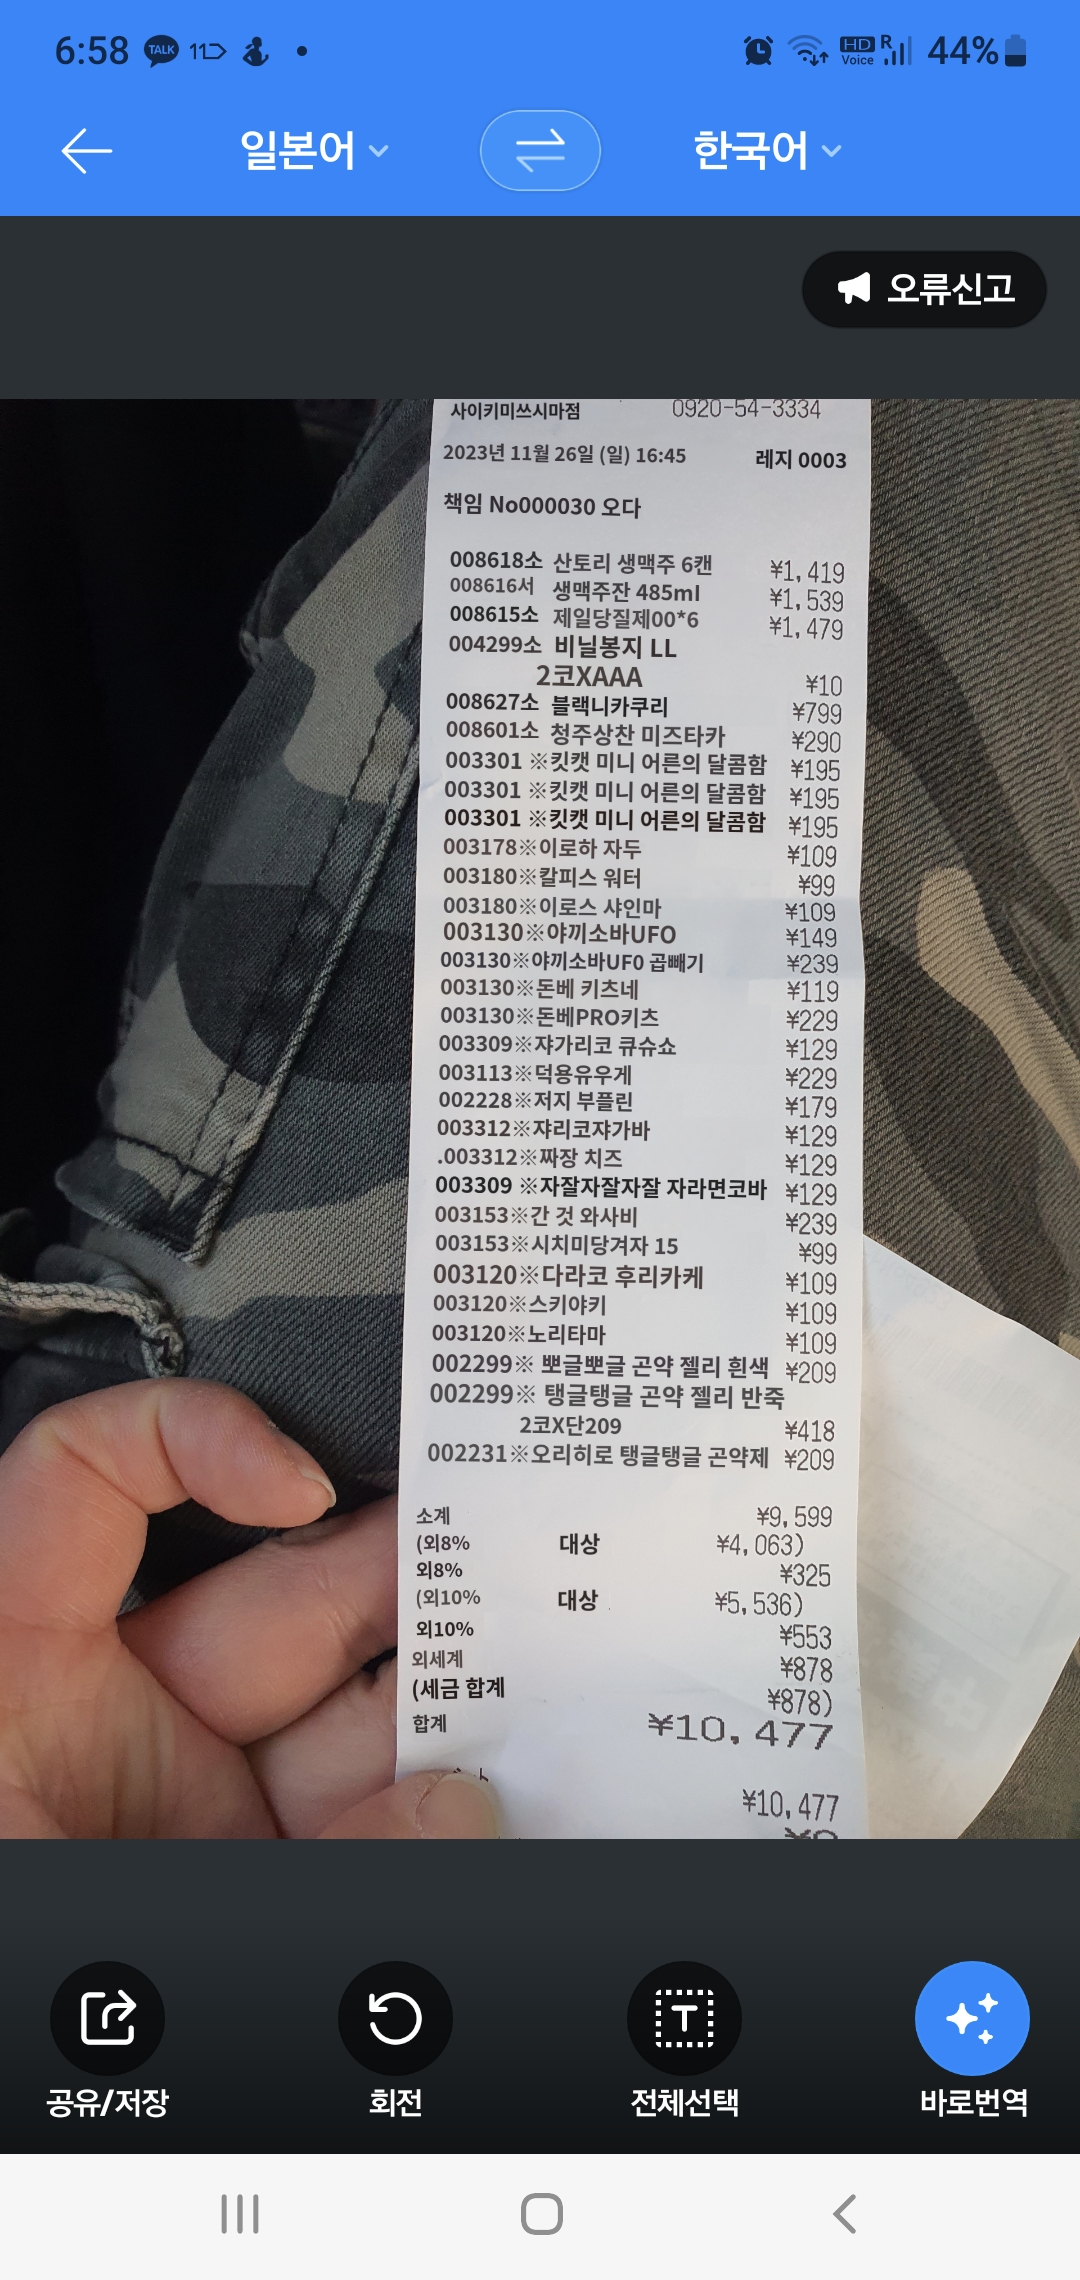 6:58 TALK HD Voice R 44%
일본어 한국어
오류신고
사이키미쓰시마점 0920-54-3334
2023년 11월 26일 (일) 16:45 레지 0003
책임 No000030 오다
008618소 산토리 생맥주 6캔 ¥1,419
008616서 생맥주잔 485ml ¥1,539
008615소 제일당질제00*6 ¥1,479
004299소 비닐봉지 LL
2코XAAA ¥10
008627소 블랙니카쿠리 ¥799
008601소 청주상찬 미즈타카 ¥290
003301 ※킷캣 미니 어른의 달콤함 ¥195
003301 ※킷캣 미니 어른의 달콤함 ¥195
003301 ※킷캣 미니 어른의 달콤함 ¥195
003178※이로하 자두 ¥109
003180※칼피스 워터 ¥99
003180※이로스 샤인마 ¥109
003130※야끼소바UFO ¥149
003130※야끼소바UF0 곱빼기 ¥239
003130※돈베 키츠네 ¥119
003130※돈베PRO키츠 ¥229
003309※쟈가리코 큐슈쇼 ¥129
003113※덕용유우게 ¥229
002228※저지 부플린 ¥179
003312※쟈리코쟈가바 ¥129
.003312※짜장 치즈 ¥129
003309 ※자잘자잘자잘 자라면코바 ¥129
003153※간 것 와사비 ¥239
003153※시치미당겨자 15 ¥99
003120※다라코 후리카케 ¥109
003120※스키야키 ¥109
003120※노리타마 ¥109
002299※ 뽀글뽀글 곤약 젤리 흰색 ¥209
002299※ 탱글탱글 곤약 젤리 반죽
2코X단209 ¥418
002231※오리히로 탱글탱글 곤약제 ¥209
소계 ¥9,599
(외8% 대상 ¥4,063)
외8% ¥325
(외10% 대상 ¥5,536)
외10% ¥553
외세계 ¥878
(세금 합계 ¥878)
합계 ¥10,477
¥10,477
공유/저장 회전 전체선택 바로번역